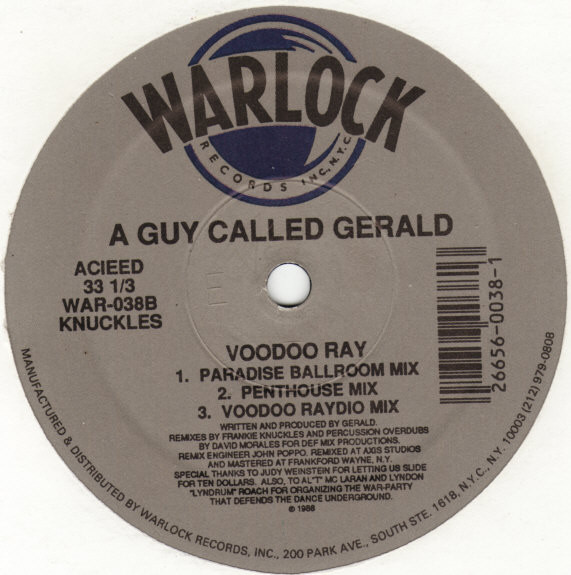 WARLOCK
RECORDS INC. N.Y.C.
A GUY CALLED GERALD
ACIEED
33 1/3
WAR-038B
KNUCKLES
26656-0038-1
VOODOO RAY
1. PARADISE BALLROOM MIX
2. PENTHOUSE MIX
3. VOODOO RAYDIO MIX
WRITTEN AND PRODUCED BY GERALD.
REMIXES BY FRANKIE KNUCKLES AND PERCUSSION OVERDUBS
BY DAVID MORALES FOR DEF MIX PRODUCTIONS.
REMIX ENGINEER JOHN POPPO. REMIXED AT AXIS STUDIOS
AND MASTERED AT FRANKFORD WAYNE, N.Y.
SPECIAL THANKS TO JUDY WEINSTEIN FOR LETTING US SLIDE
FOR TEN DOLLARS. ALSO, TO AL"T" MC LARAH AND LYNDON
"LYNDRUM" ROACH FOR ORGANIZING THE WAR-PARTY
THAT DEFENDS THE DANCE UNDERGROUND.
© 1988
MANUFACTURED & DISTRIBUTED BY WARLOCK RECORDS, INC., 200 PARK AVE., SOUTH STE. 1618, N.Y.C., N.Y. 10003 (212) 979-0808